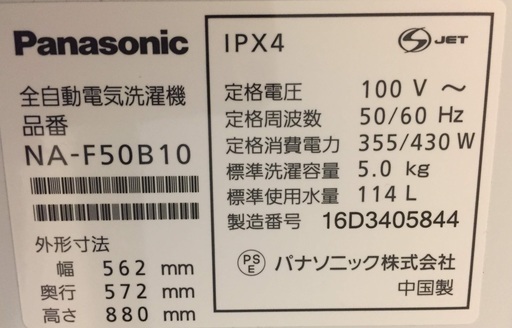 Panasonic
全自動電気洗濯機
品番
NA-F50B10
外形寸法
幅 562 mm
奥行 572 mm
高さ 880 mm
IPX4
S JET
定格電圧 100 V ～
定格周波数 50/60 Hz
定格消費電力 355/430 W
標準洗濯容量 5.0 kg
標準使用水量 114 L
製造番号 16D3405844
PSE パナソニック株式会社
中国製